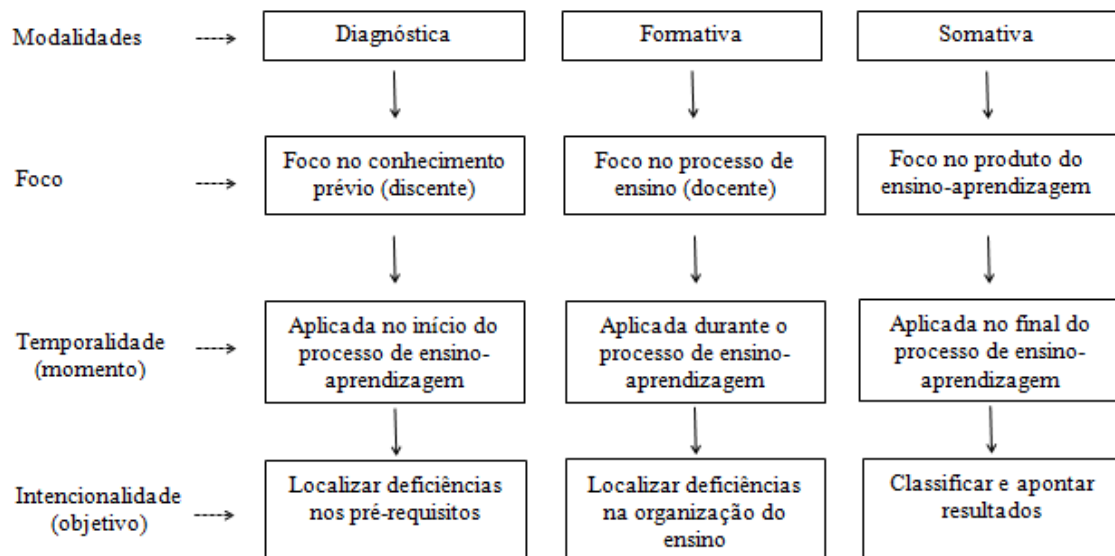 Modalidades
Diagnóstica
Formativa
Somativa
Foco
Foco no conhecimento
prévio (discente)
Foco no processo de
ensino (docente)
Foco no produto do
ensino-aprendizagem
Temporalidade
(momento)
Aplicada no início do
processo de ensino-
aprendizagem
Aplicada durante o
processo de ensino-
aprendizagem
Aplicada no final do
processo de ensino-
aprendizagem
Intencionalidade
(objetivo)
Localizar deficiências
nos pré-requisitos
Localizar deficiências
na organização do
ensino
Classificar e apontar
resultados